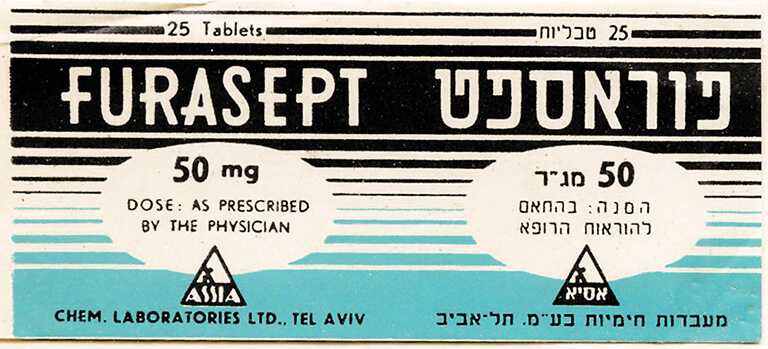 25 Tablets
FURASEPT
50 mg
DOSE: AS PRESCRIBED
BY THE PHYSICIAN
ASSIA
CHEM. LABORATORIES LTD., TEL AVIV
25 טבליות
פוראספט
50 מג״ר
המנה: בהתאם
להוראות הרופא
אסיא
מעבדות חימיות בע״מ. תל־אביב